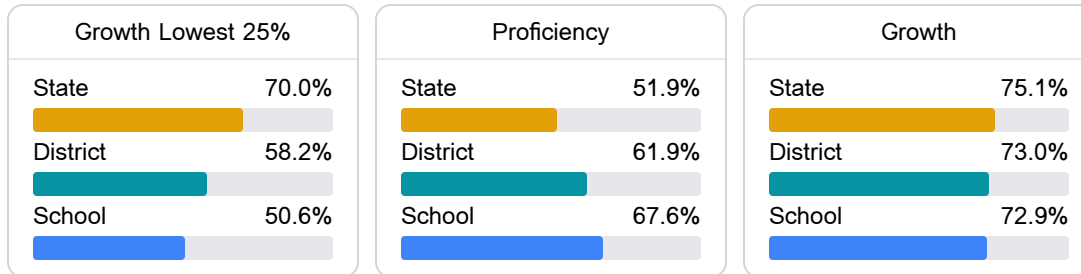 Growth Lowest 25%
State 70.0%
District 58.2%
School 50.6%
Proficiency
State 51.9%
District 61.9%
School 67.6%
Growth
State 75.1%
District 73.0%
School 72.9%